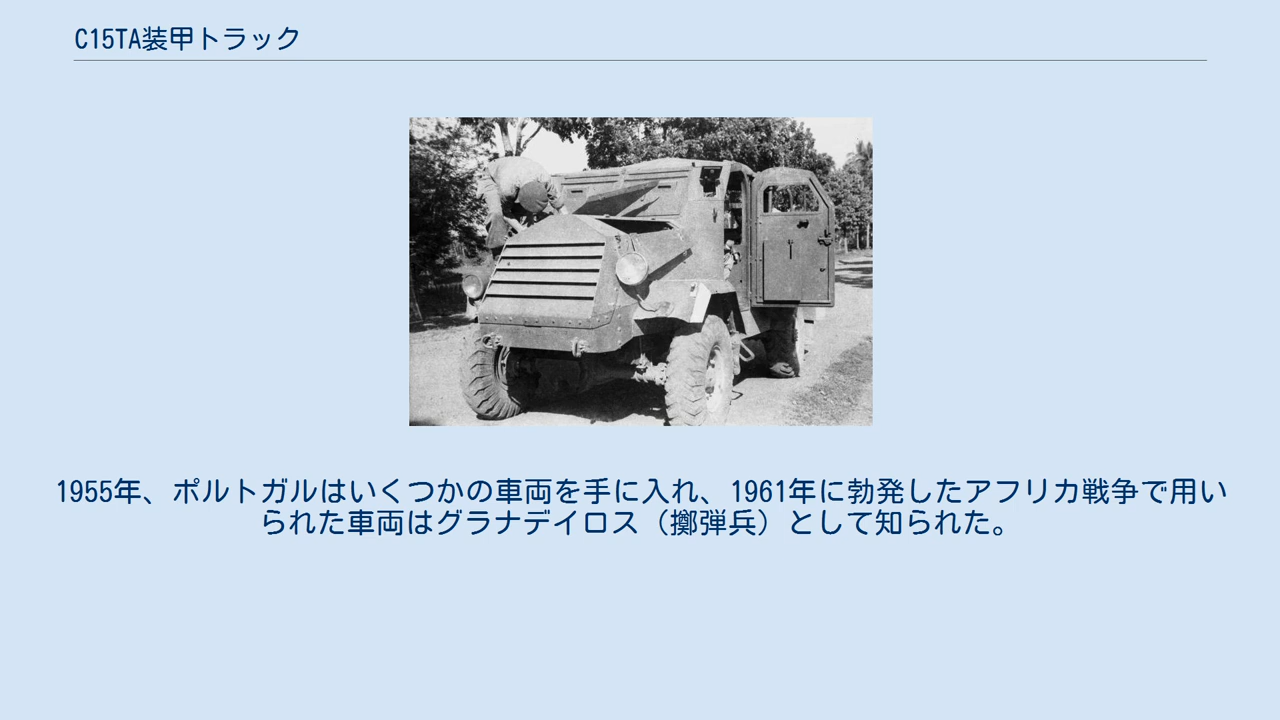 C15TA装甲トラック
1955年、ポルトガルはいくつかの車両を手に入れ、1961年に勃発したアフリカ戦争で用い
られた車両はグラナデイロス（擲弾兵）として知られた。